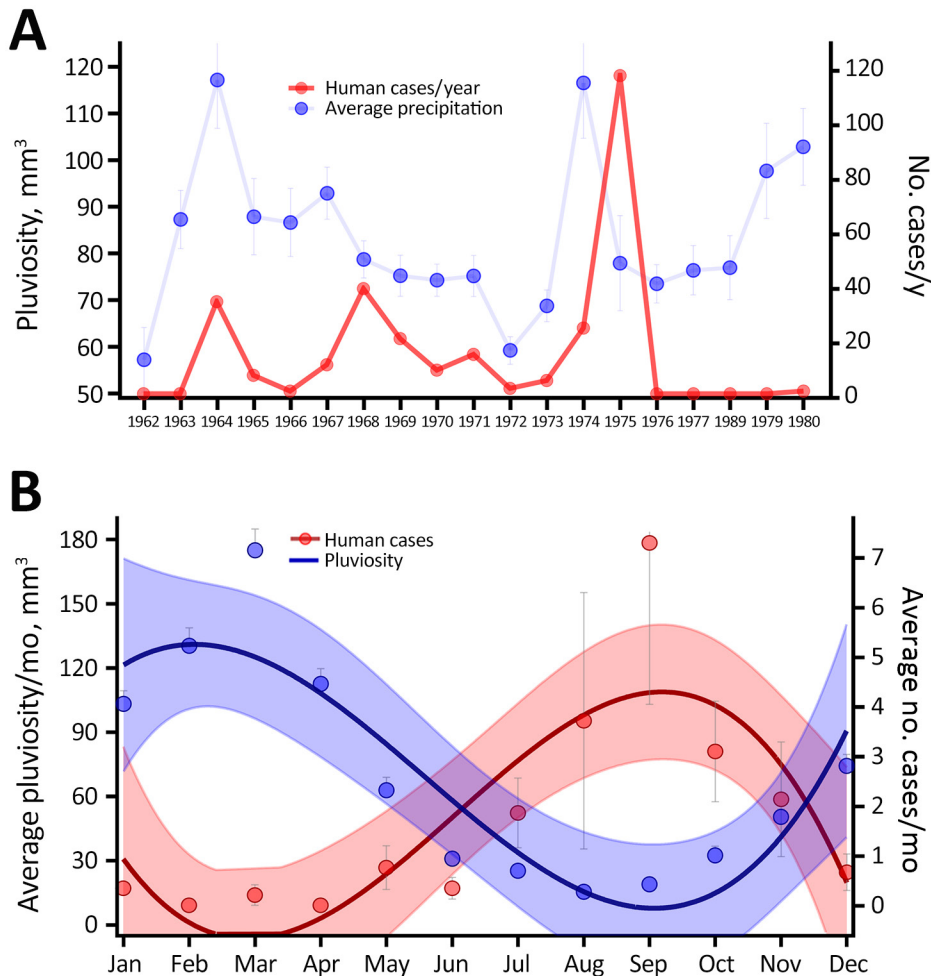 A
Pluviosity, mm³
120
110
100
90
80
70
60
50
Human cases/year
Average precipitation
120
100
80
60
40
20
0
No. cases/y
1962 1963 1964 1965 1966 1967 1968 1969 1970 1971 1972 1973 1974 1975 1976 1977 1989 1979 1980
B
Average pluviosity/mo, mm³
180
150
120
90
60
30
0
Human cases
Pluviosity
7
6
5
4
3
2
1
0
Average no. cases/mo
Jan Feb Mar Apr May Jun Jul Aug Sep Oct Nov Dec